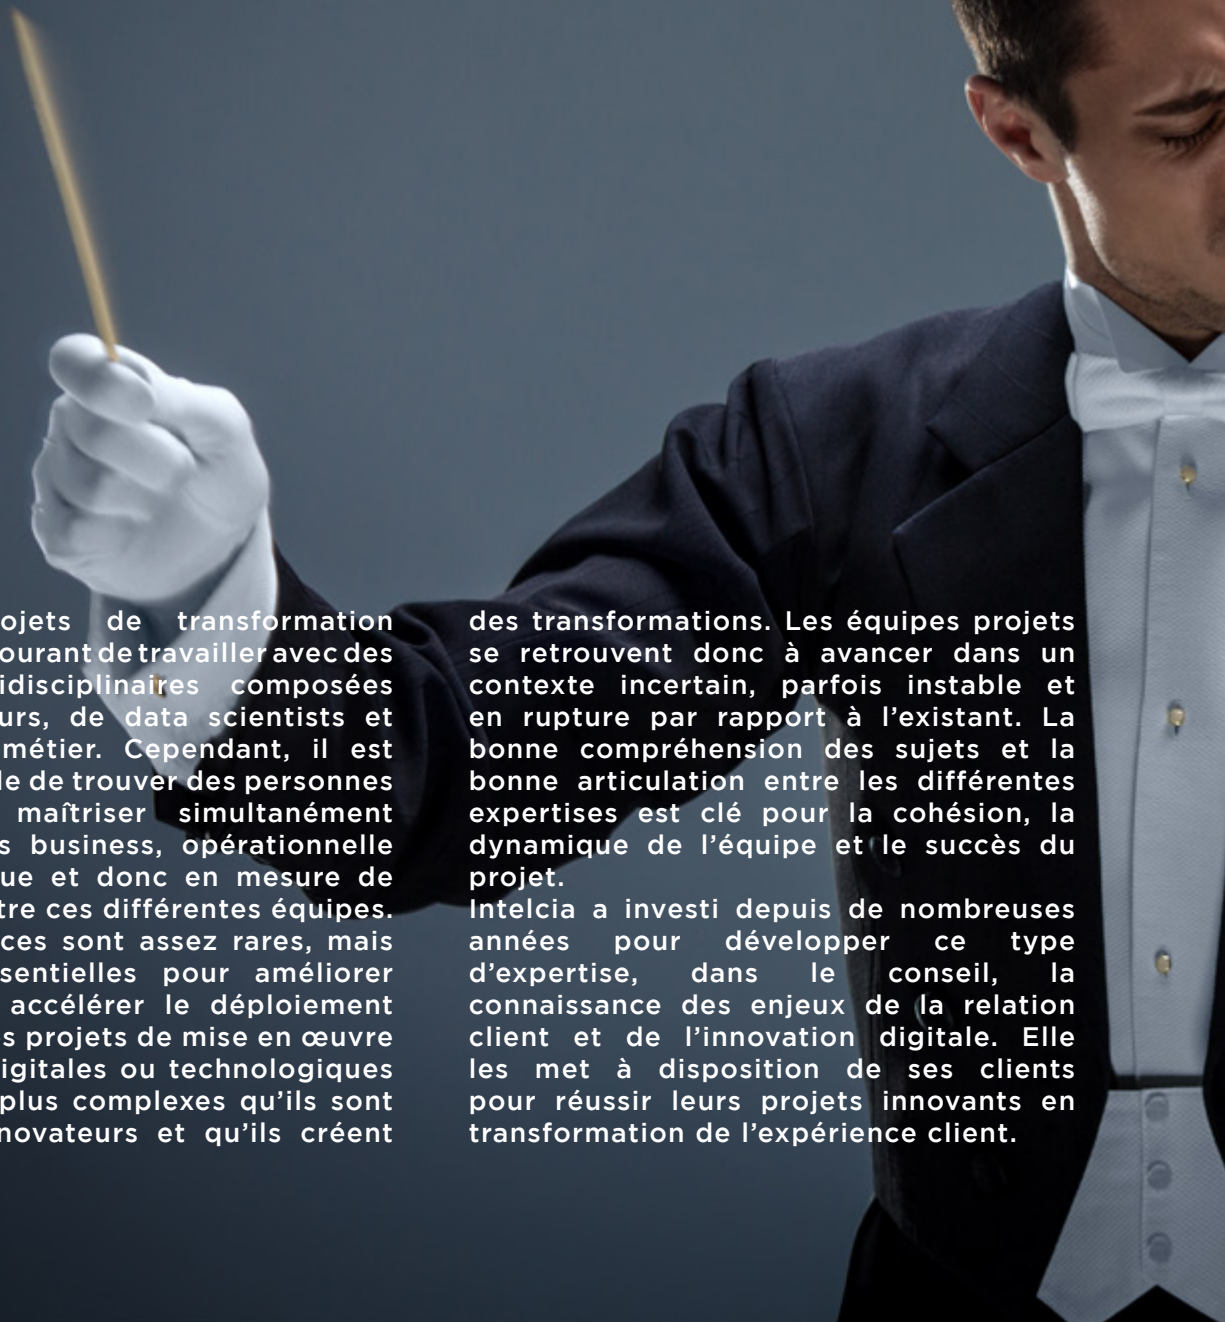 ojets de transformation
ourant de travailler avec des
idisciplinaires composées
urs, de data scientists et
métier. Cependant, il est
le de trouver des personnes
maîtriser simultanément
s business, opérationnelle
ue et donc en mesure de
tre ces différentes équipes.
ces sont assez rares, mais
sentielles pour améliorer
accélérer le déploiement
s projets de mise en œuvre
igitales ou technologiques
plus complexes qu’ils sont
novateurs et qu’ils créent
des transformations. Les équipes projets
se retrouvent donc à avancer dans un
contexte incertain, parfois instable et
en rupture par rapport à l’existant. La
bonne compréhension des sujets et la
bonne articulation entre les différentes
expertises est clé pour la cohésion, la
dynamique de l’équipe et le succès du
projet.
Intelcia a investi depuis de nombreuses
années pour développer ce type
d’expertise, dans le conseil, la
connaissance des enjeux de la relation
client et de l’innovation digitale. Elle
les met à disposition de ses clients
pour réussir leurs projets innovants en
transformation de l’expérience client.